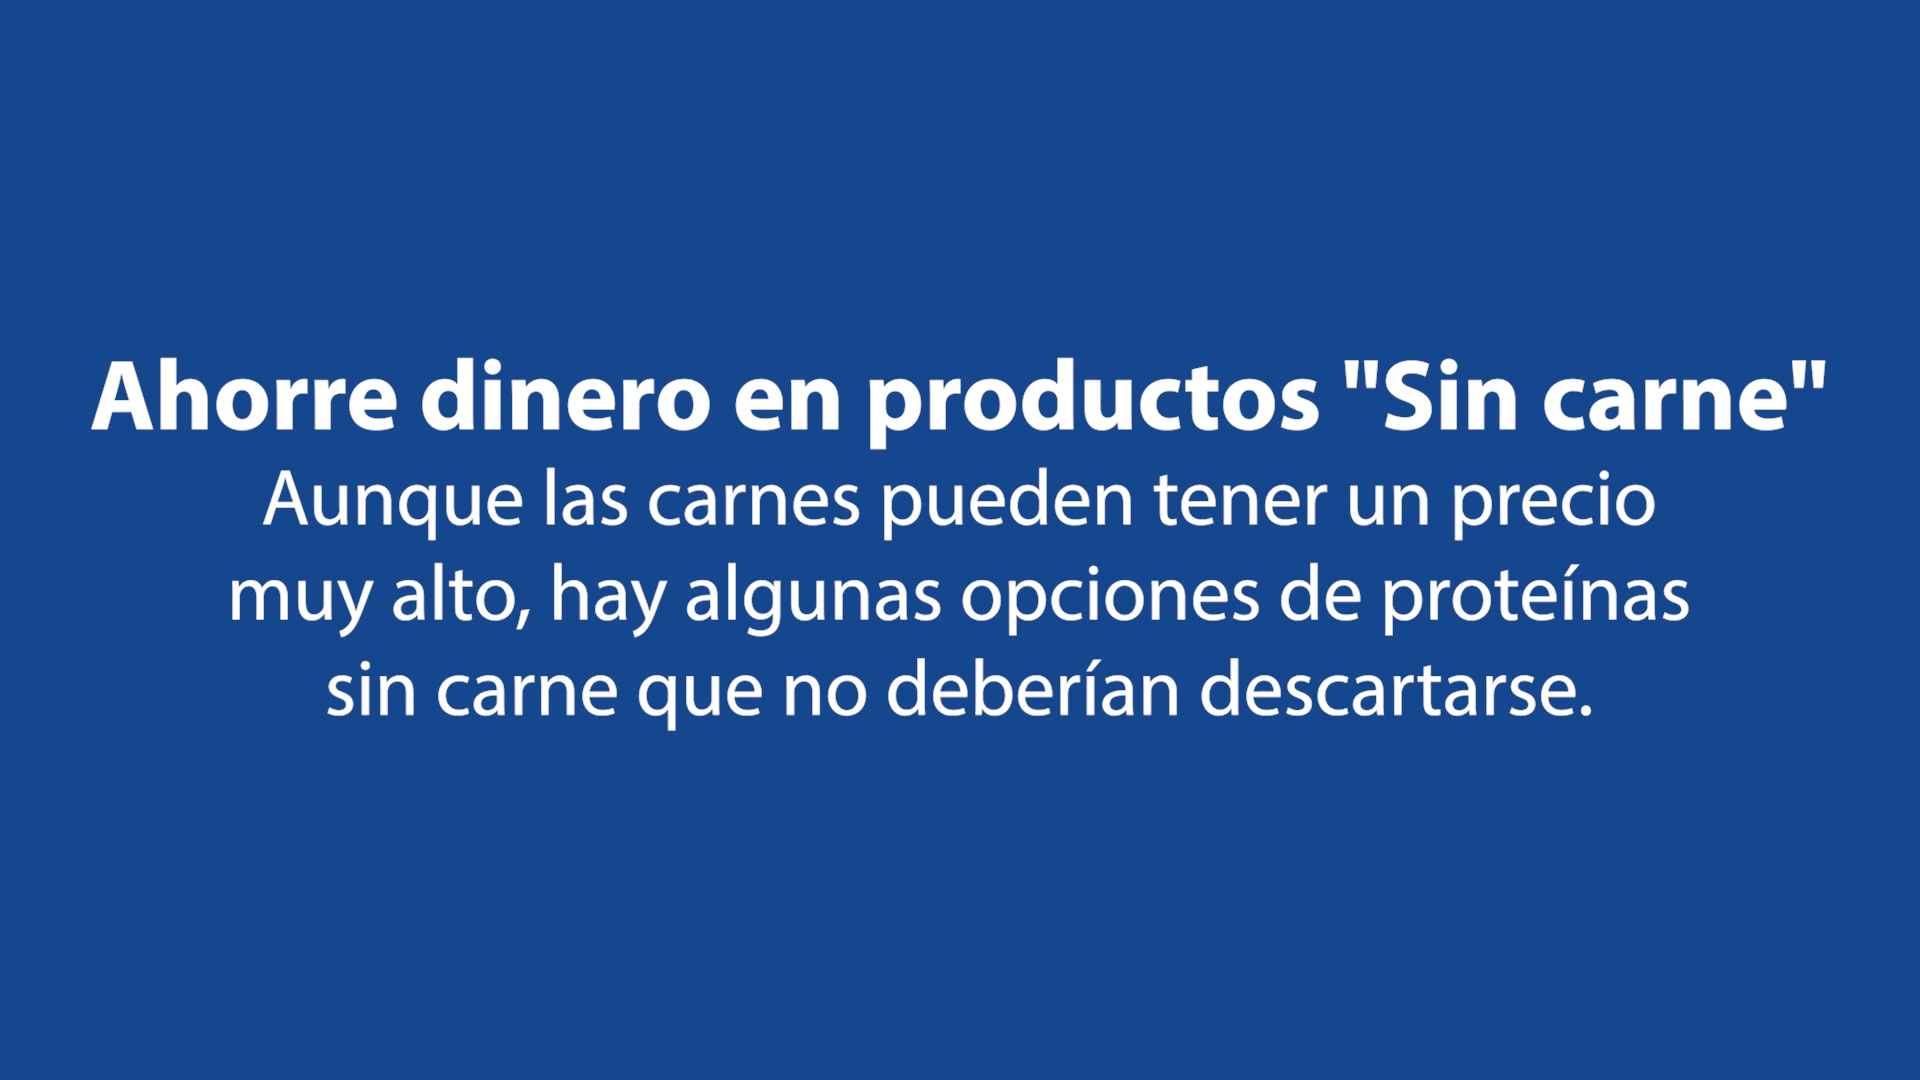 Ahorre dinero en productos "Sin carne"
Aunque las carnes pueden tener un precio
muy alto, hay algunas opciones de proteínas
sin carne que no deberían descartarse.